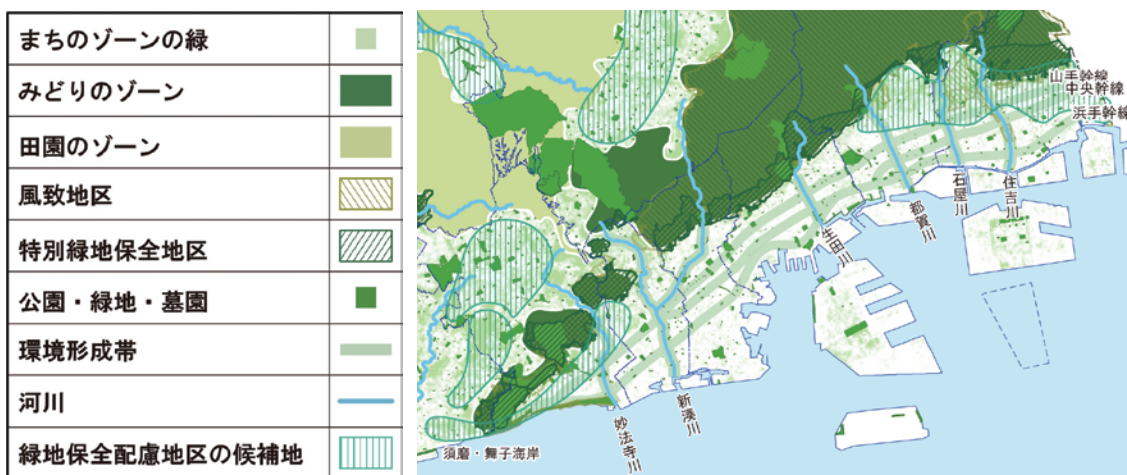 まちのゾーンの緑
みどりのゾーン
田園のゾーン
風致地区
特別緑地保全地区
公園・緑地・墓園
環境形成帯
河川
緑地保全配慮地区の候補地
山手幹線
中央幹線
浜手幹線
住吉川
石屋川
都賀川
生田川
新湊川
妙法寺川
須磨・舞子海岸